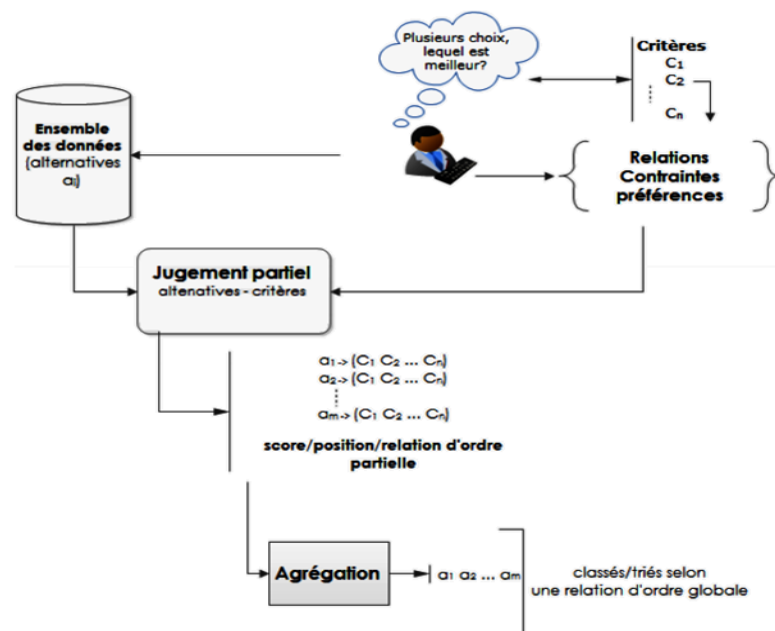 Plusieurs choix,
lequel est
meilleur?
Critères
C1
C2
Cn
Ensemble
des données
(alternatives
ai)
Relations
Contraintes
préférences
Jugement partiel
altenatives - critères
a1-> (C1 C2 ... Cn)
a2-> (C1 C2 ... Cn)
am-> (C1 C2 ... Cn)
score/position/relation d'ordre
partielle
Agrégation
a1 a2 ... am
classés/triés selon
une relation d'ordre globale